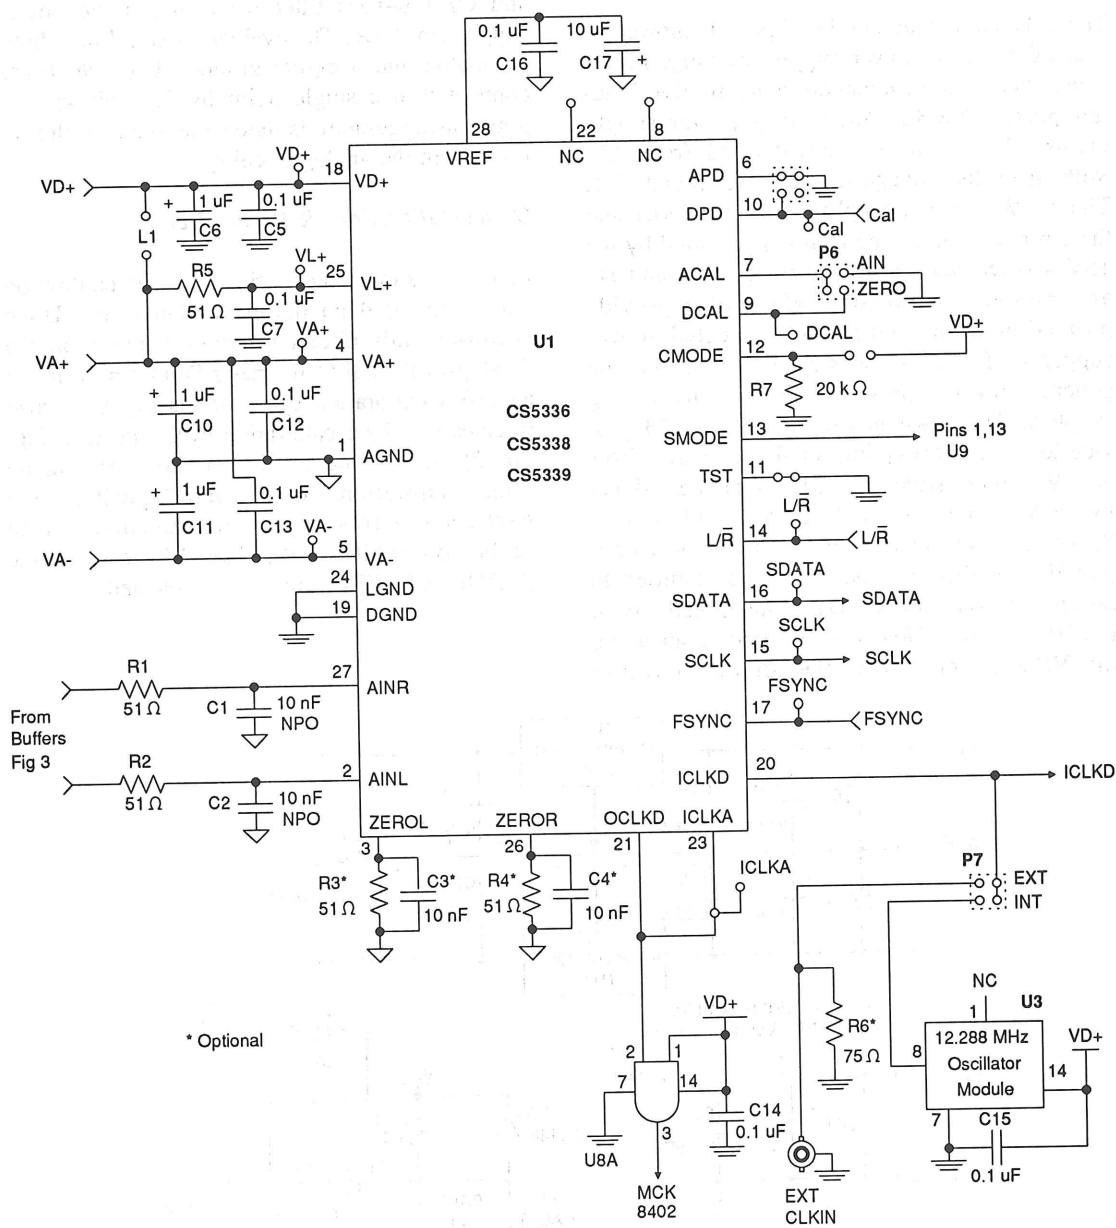 0.1 uF
C16
10 uF
C17
+
28
VREF
22
NC
8
NC
VD+
VD+
18
VD+
L1
+
1 uF
C6
0.1 uF
C5
R5
51 Ω
VL+
25
VL+
0.1 uF
C7
VA+
VA+
4
VA+
+
1 uF
C10
0.1 uF
C12
1
AGND
+
1 uF
C11
0.1 uF
C13
VA-
VA-
5
VA-
24
LGND
19
DGND
From
Buffers
Fig 3
R1
51 Ω
C1
10 nF
NPO
27
AINR
R2
51 Ω
C2
10 nF
NPO
2
AINL
U1
CS5336
CS5338
CS5339
6
APD
10
DPD
Cal
Cal
P6
7
ACAL
AIN
ZERO
9
DCAL
DCAL
VD+
12
CMODE
R7
20 kΩ
13
SMODE
Pins 1,13
U9
11
TST
L/R̅
14
L/R̅
L/R̅
SDATA
16
SDATA
SDATA
SCLK
15
SCLK
SCLK
FSYNC
17
FSYNC
FSYNC
20
ICLKD
ICLKD
ZEROL
3
ZEROR
26
OCLKD
21
ICLKA
23
R3*
51 Ω
C3*
10 nF
R4*
51 Ω
C4*
10 nF
ICLKA
P7
EXT
INT
* Optional
VD+
2
1
7
14
3
C14
0.1 uF
U8A
MCK
8402
R6*
75 Ω
EXT
CLKIN
NC
1
U3
8
12.288 MHz
Oscillator
Module
VD+
14
7
C15
0.1 uF